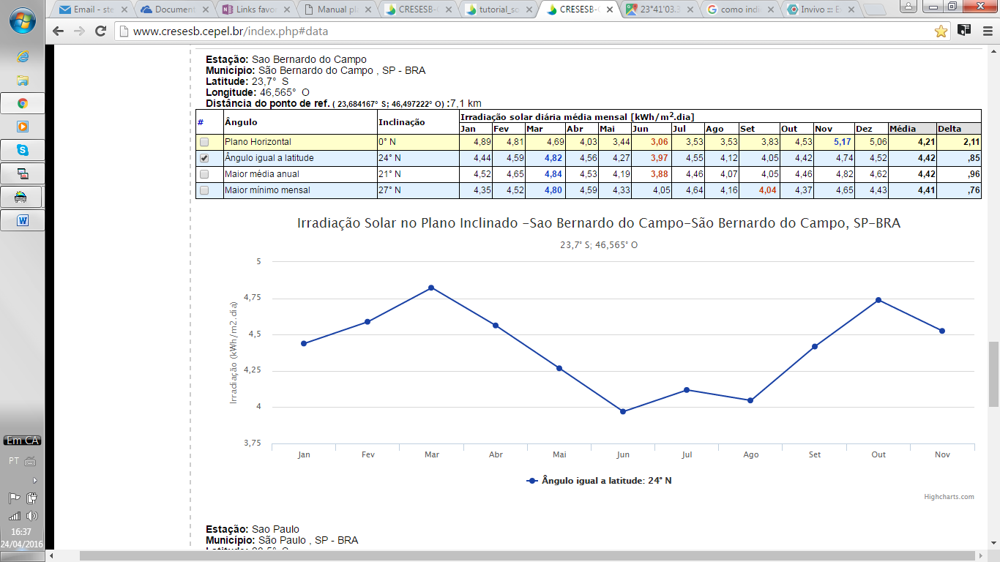 Email - ste
Document
Links favo
Manual pl
CRESESB-
tutorial_so
CRESESB-
23°41'03.3
como indi
Invivo ::: E
www.cresesb.cepel.br/index.php#data
Estação: Sao Bernardo do Campo
Município: São Bernardo do Campo , SP - BRA
Latitude: 23,7° S
Longitude: 46,565° O
Distância do ponto de ref. ( 23,684167° S; 46,497222° O) :7,1 km
# Ângulo Inclinação Irradiação solar diária média mensal [kWh/m2.dia]
Jan Fev Mar Abr Mai Jun Jul Ago Set Out Nov Dez Média Delta
Plano Horizontal 0° N 4,89 4,81 4,69 4,03 3,44 3,06 3,53 3,53 3,83 4,53 5,17 5,06 4,21 2,11
Ângulo igual a latitude 24° N 4,44 4,59 4,82 4,56 4,27 3,97 4,55 4,12 4,05 4,42 4,74 4,52 4,42 ,85
Maior média anual 21° N 4,52 4,65 4,84 4,53 4,19 3,88 4,46 4,07 4,05 4,46 4,82 4,62 4,42 ,96
Maior mínimo mensal 27° N 4,35 4,52 4,80 4,59 4,33 4,05 4,64 4,16 4,04 4,37 4,65 4,43 4,41 ,76
Irradiação Solar no Plano Inclinado -Sao Bernardo do Campo-São Bernardo do Campo, SP-BRA
23,7° S; 46,565° O
Irradiação (kWh/m2.dia)
5
4,75
4,5
4,25
4
3,75
Jan Fev Mar Abr Mai Jun Jul Ago Set Out Nov
Ângulo igual a latitude: 24° N
Highcharts.com
Estação: Sao Paulo
Município: São Paulo , SP - BRA
Em CA
PT
16:37
24/04/2016